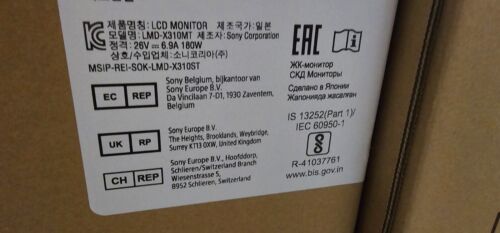 제품명칭: LCD MONITOR 제조국가:일본
모델명: LMD-X310MT 제조자: Sony Corporation
정격: 26V ⎓ 6.9A 180W
상호/수입업체: 소니코리아(주)
MSIP-REI-SOK-LMD-X310ST
EC REP
Sony Belgium, bijkantoor van
Sony Europe B.V.
Da Vincilaan 7-D1, 1930 Zaventem,
Belgium
UK RP
Sony Europe B.V.
The Heights, Brooklands, Weybridge,
Surrey KT13 0XW, United Kingdom
CH REP
Sony Europe B.V., Hoofddorp,
Schlieren/Switzerland Branch
Wiesenstrasse 5,
8952 Schlieren, Switzerland
EAC
ЖК-монитор
СКД Мониторы
Сделано в Японии
Жапонияда жасалған
IS 13252(Part 1)/
IEC 60950-1
R-41037761
www.bis.gov.in